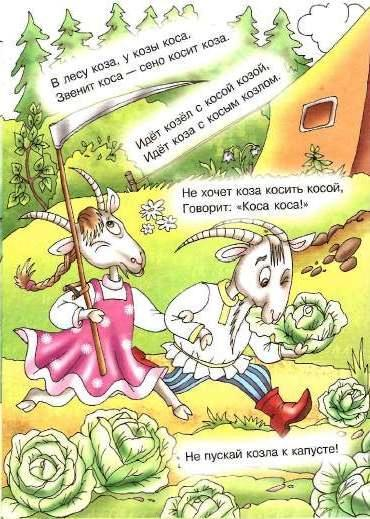 В лесу коза, у козы коса.
Звенит коса — сено косит коза.
Идёт козёл с косой козой,
Идёт коза с косым козлом.
Не хочет коза косить косой,
Говорит: «Коса коса!»
Не пускай козла к капусте!